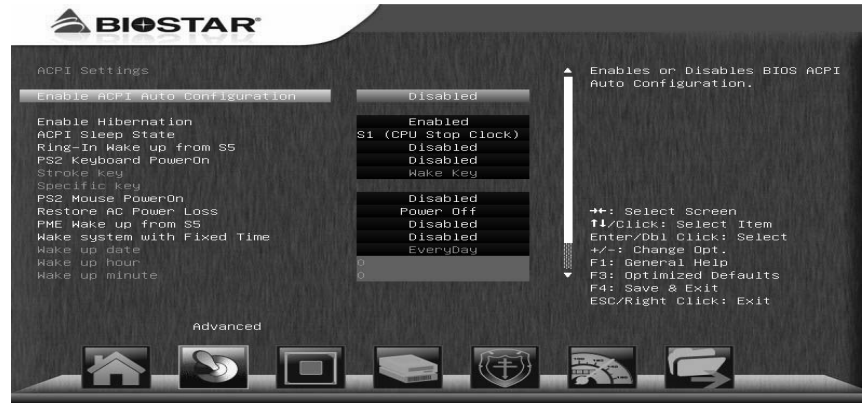 BIOSTAR®
ACPI Settings
Enable ACPI Auto Configuration Disabled
Enable Hibernation Enabled
ACPI Sleep State S1 (CPU Stop Clock)
Ring-In Wake up from S5 Disabled
PS2 Keyboard PowerOn Disabled
Stroke key Wake Key
Specific key
PS2 Mouse PowerOn Disabled
Restore AC Power Loss Power Off
PME Wake up from S5 Disabled
Wake system with Fixed Time Disabled
Wake up date EveryDay
Wake up hour 0
Wake up minute 0
Enables or Disables BIOS ACPI
Auto Configuration.
→←: Select Screen
↑↓/Click: Select Item
Enter/Dbl Click: Select
+/-: Change Opt.
F1: General Help
F3: Optimized Defaults
F4: Save & Exit
ESC/Right Click: Exit
Advanced